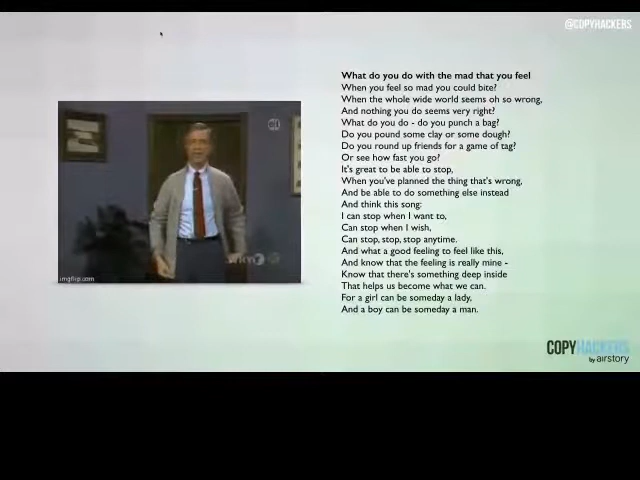 @COPYHACKERS
What do you do with the mad that you feel
When you feel so mad you could bite?
When the whole wide world seems oh so wrong,
And nothing you do seems very right?
What do you do - do you punch a bag?
Do you pound some clay or some dough?
Do you round up friends for a game of tag?
Or see how fast you go?
It's great to be able to stop,
When you've planned the thing that's wrong,
And be able to do something else instead
And think this song:
I can stop when I want to,
Can stop when I wish,
Can stop, stop, stop anytime.
And what a good feeling to feel like this,
And know that the feeling is really mine -
Know that there's something deep inside
That helps us become what we can.
For a girl can be someday a lady,
And a boy can be someday a man.
imgflip.com
COPYHACKERS
by airstory